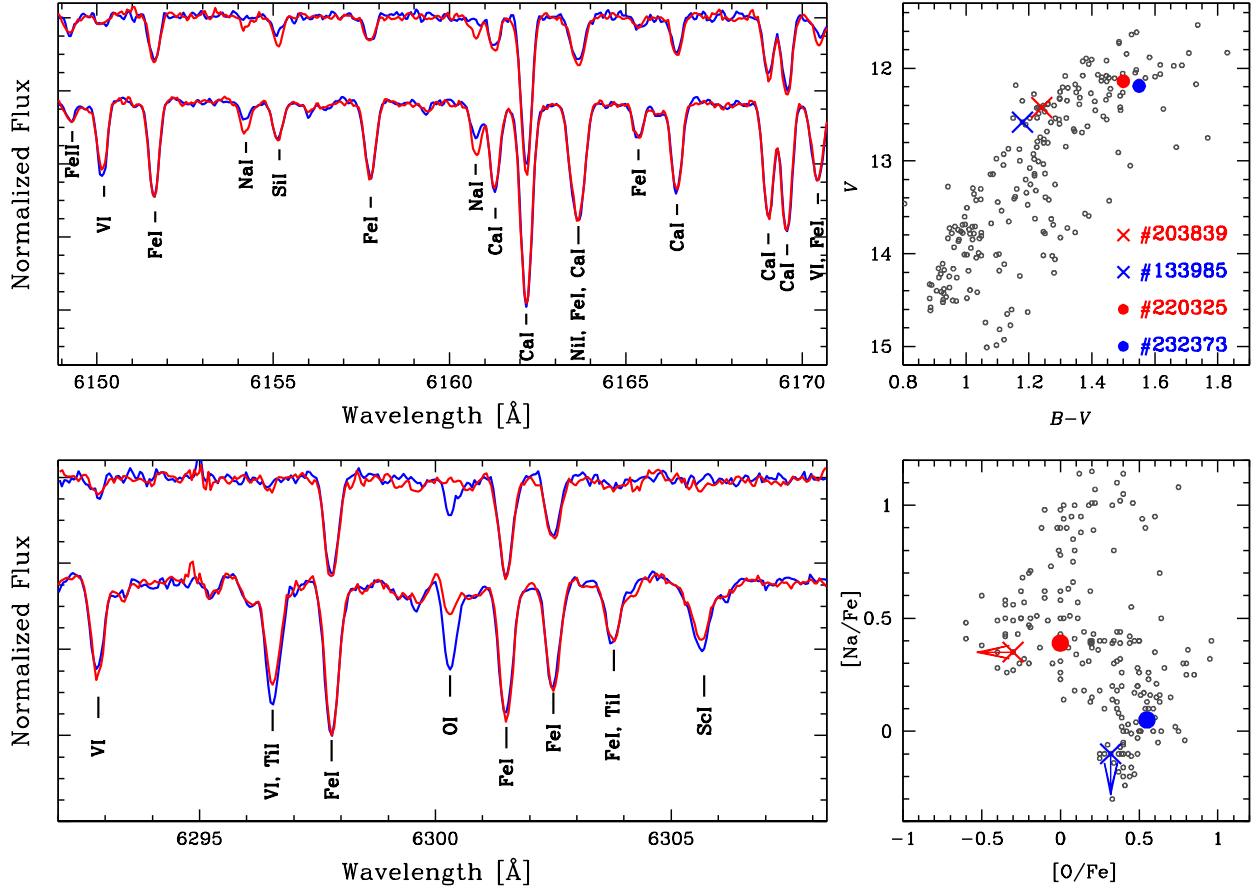 Normalized Flux
FeII
VI
FeI
NaI
SiI
FeI
NaI
CaI
CaI
NiI, FeI, CaI
FeI
CaI
CaI
CaI
VI, FeI
6150
6155
6160
6165
6170
Wavelength [Å]
V
12
13
14
15
#203839
#133985
#220325
#232373
0.8
1
1.2
1.4
1.6
1.8
B-V
Normalized Flux
VI
VI, TiI
FeI
OI
FeI
FeI
FeI, TiI
ScI
6295
6300
6305
Wavelength [Å]
[Na/Fe]
1
0.5
0
-1
-0.5
0
0.5
1
[O/Fe]